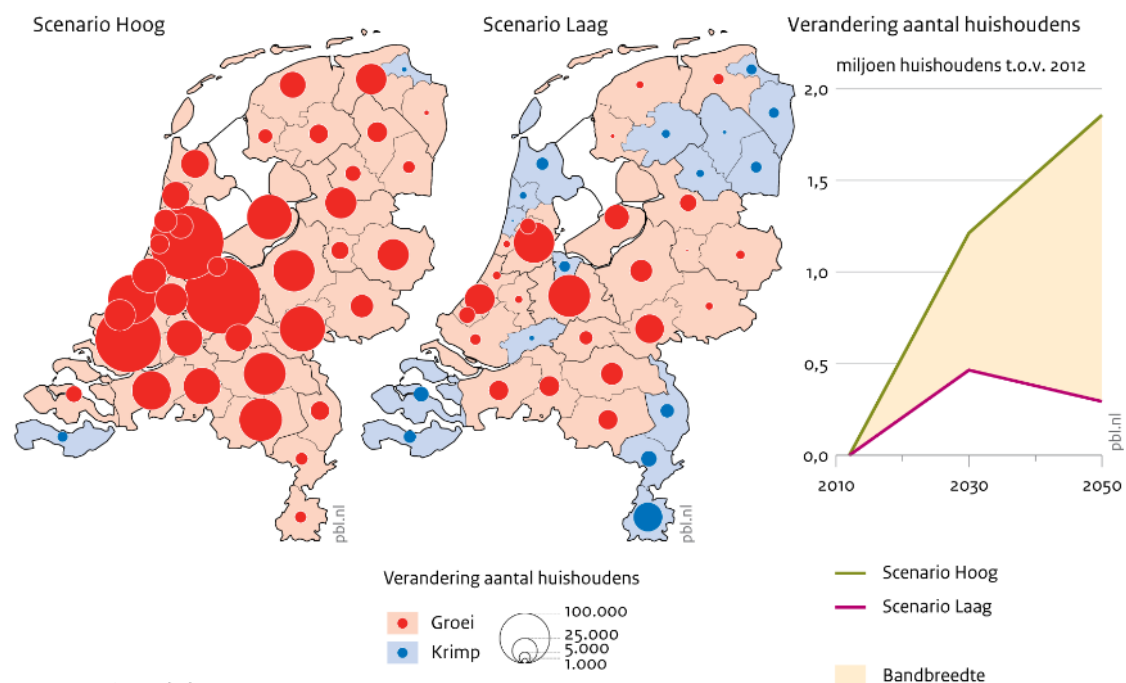 Scenario Hoog
Scenario Laag
Verandering aantal huishoudens
miljoen huishoudens t.o.v. 2012
2,0
1,5
1,0
0,5
0,0
2010
2030
2050
pbl.nl
pbl.nl
pbl.nl
Verandering aantal huishoudens
Groei
Krimp
100.000
25.000
5.000
1.000
Scenario Hoog
Scenario Laag
Bandbreedte